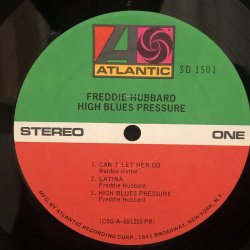 ATLANTIC
SD 1501
FREDDIE HUBBARD
HIGH BLUES PRESSURE
STEREO
ONE
1. CAN'T LET HER GO
Weldon Irvine
2. LATINA
Freddie Hubbard
3. HIGH BLUES PRESSURE
Freddie Hubbard
(CSG-A-681253 PR)
MFG. BY ATLANTIC RECORDING CORP., 1841 BROADWAY, NEW YORK, N.Y.